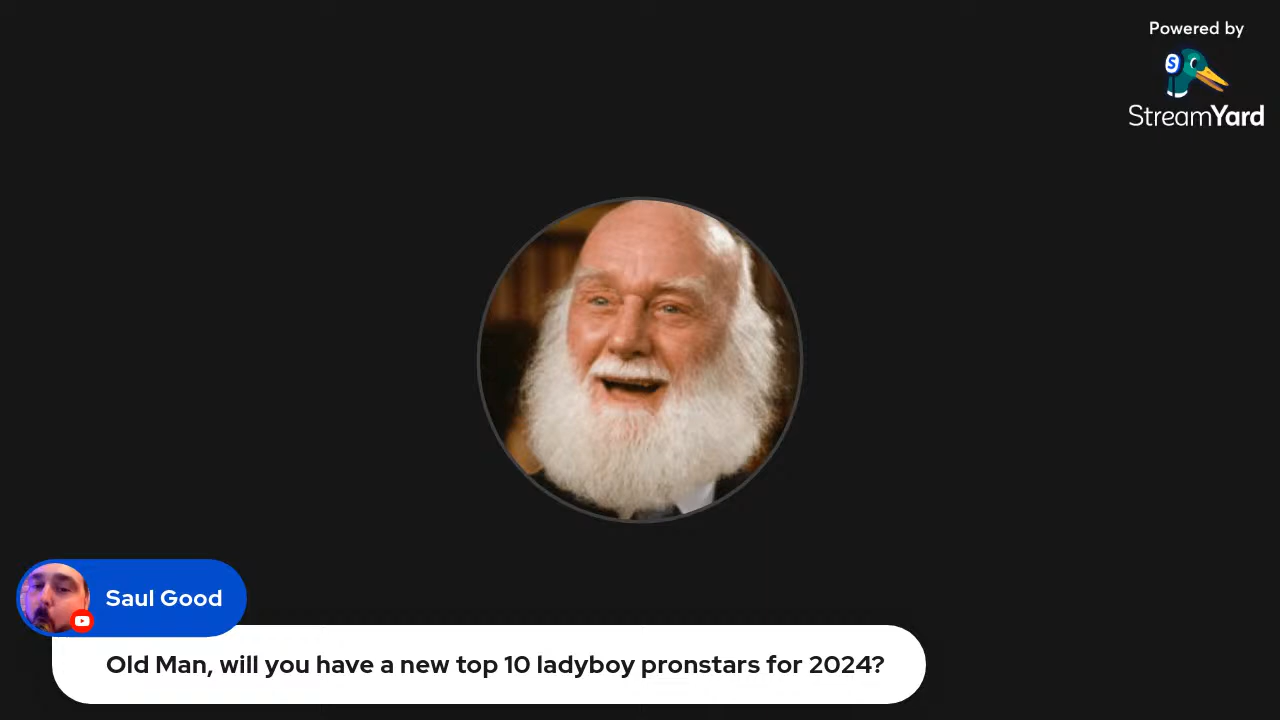 Powered by
S
StreamYard
Saul Good
Old Man, will you have a new top 10 ladyboy pronstars for 2024?